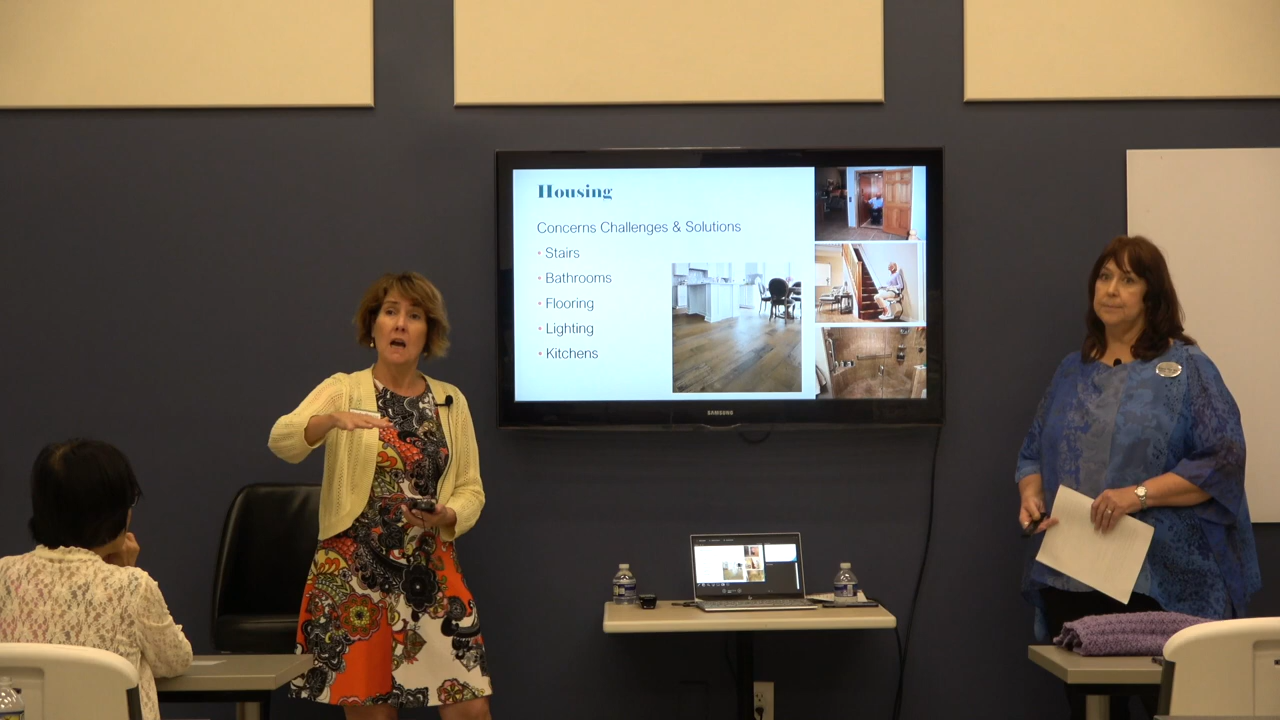 Housing
Concerns Challenges & Solutions
• Stairs
• Bathrooms
• Flooring
• Lighting
• Kitchens
SAMSUNG